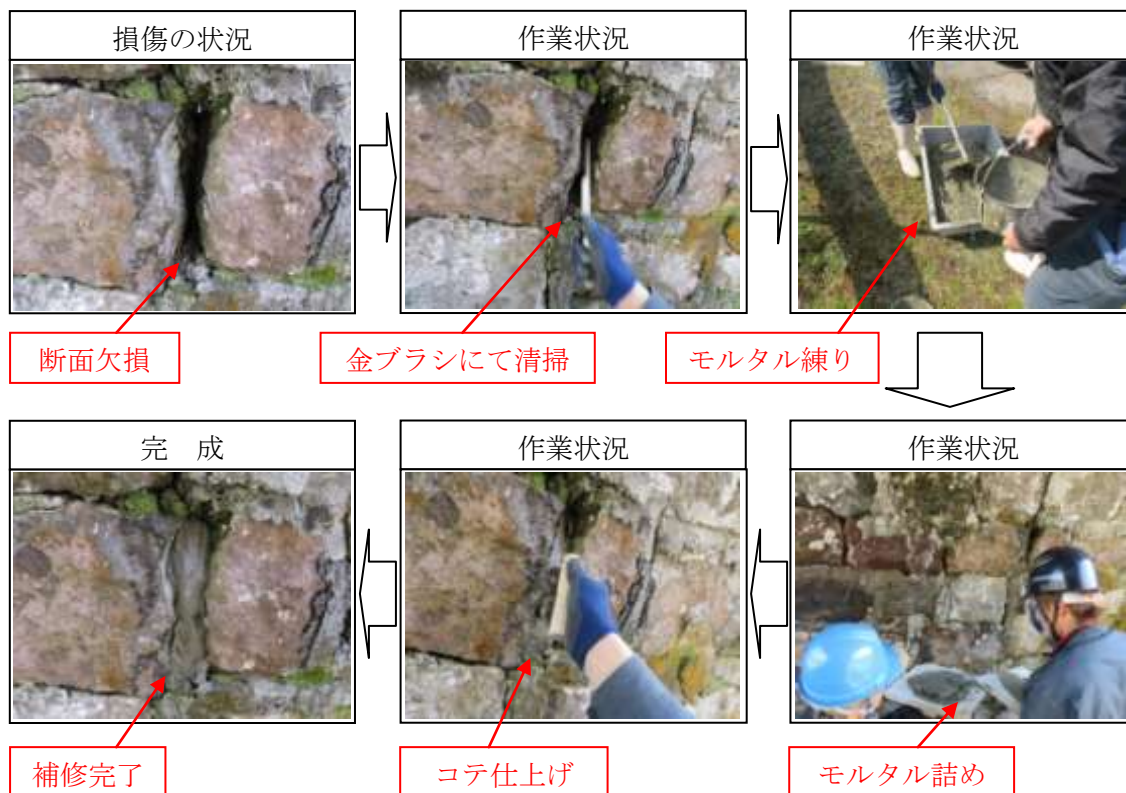 損傷の状況
作業状況
作業状況
断面欠損
金ブラシにて清掃
モルタル練り
作業状況
モルタル詰め
作業状況
コテ仕上げ
完 成
補修完了